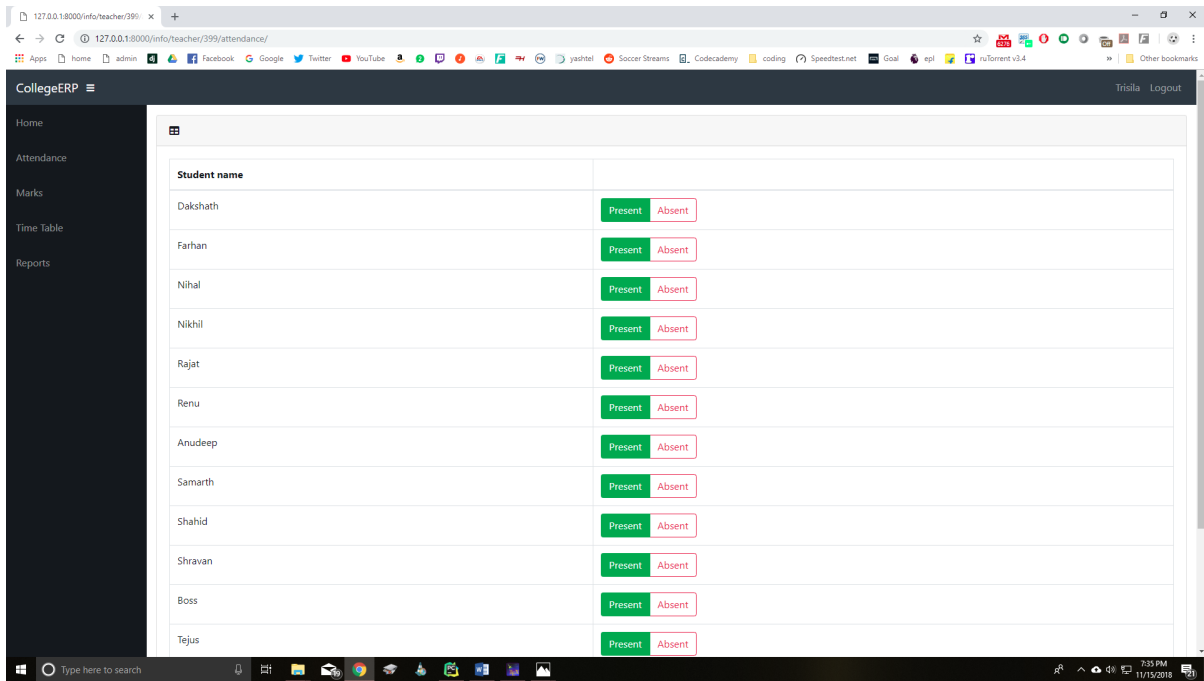 127.0.0.1:8000/info/teacher/399
127.0.0.1:8000/info/teacher/399/attendance/
6276
Off
Apps home admin dj Facebook Google Twitter YouTube yashtel Soccer Streams Codecademy coding Speedtest.net Goal epl ruTorrent v3.4 » Other bookmarks
CollegeERP Trisila Logout
Home
Attendance
Marks
Time Table
Reports
Student name
Dakshath Present Absent
Farhan Present Absent
Nihal Present Absent
Nikhil Present Absent
Rajat Present Absent
Renu Present Absent
Anudeep Present Absent
Samarth Present Absent
Shahid Present Absent
Shravan Present Absent
Boss Present Absent
Tejus Present Absent
Type here to search 19 7:35 PM
11/15/2018 21